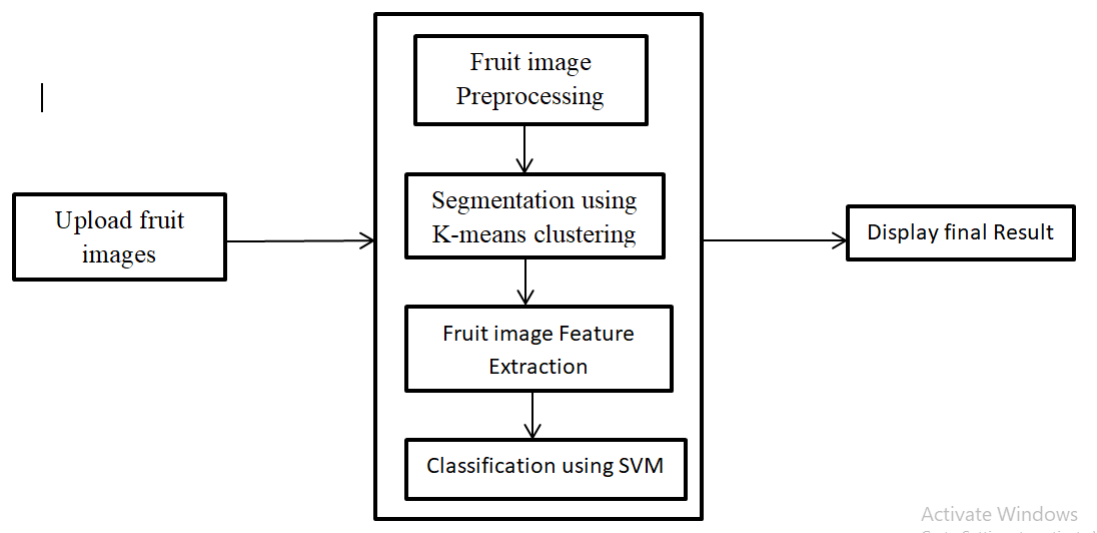 Fruit image
Preprocessing
Upload fruit
images
Segmentation using
K-means clustering
Display final Result
Fruit image Feature
Extraction
Classification using SVM
Activate Windows